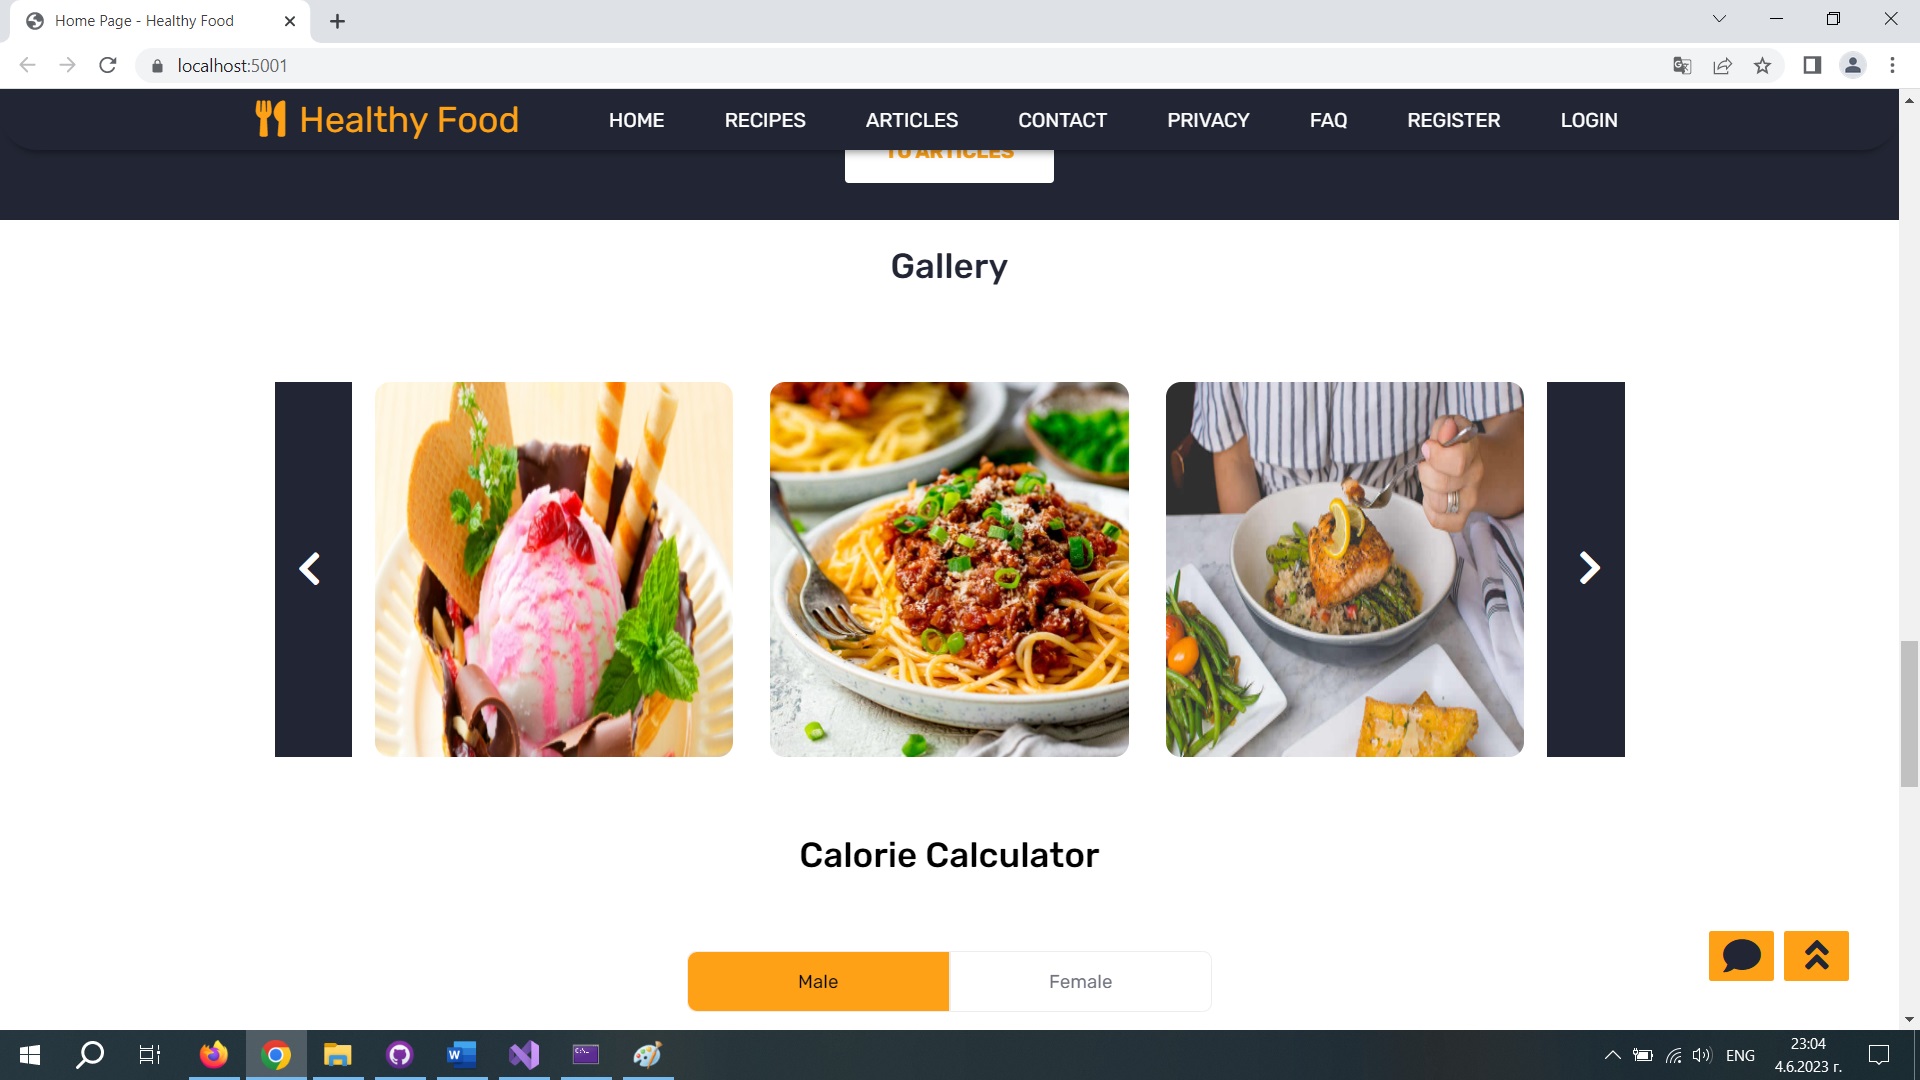 Home Page - Healthy Food
localhost:5001
Healthy Food HOME RECIPES ARTICLES CONTACT PRIVACY FAQ REGISTER LOGIN
TO ARTICLES
Gallery
Calorie Calculator
Male Female
ENG 23:04
4.6.2023 г.